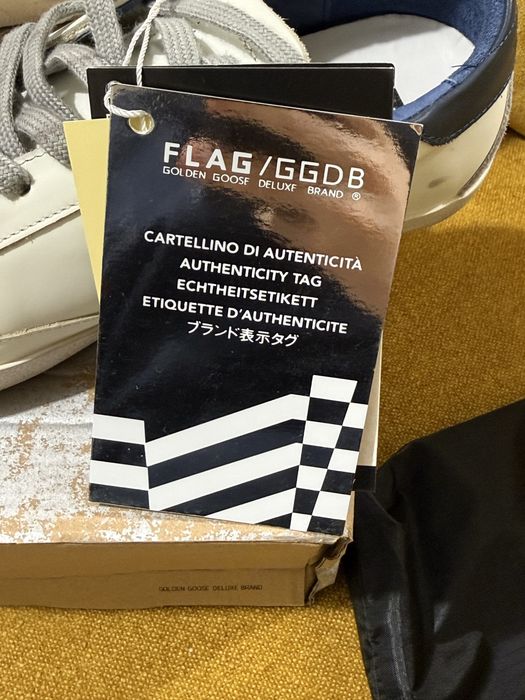 FLAG/GGDB
GOLDEN GOOSE DELUXE BRAND ®
CARTELLINO DI AUTENTICITÀ
AUTHENTICITY TAG
ECHTHEITSETIKETT
ETIQUETTE D'AUTHENTICITE
ブランド表示タグ
GOLDEN GOOSE DELUXE BRAND